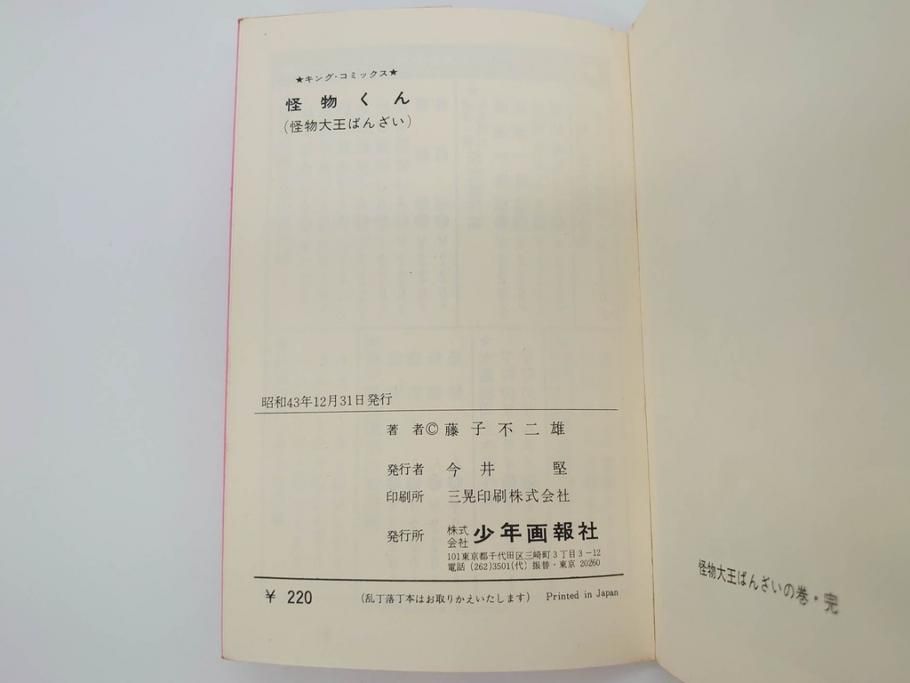 ★キング・コミックス★
怪物くん
(怪物大王ばんざい)
昭和43年12月31日発行
著者©藤子不二雄
発行者 今井堅
印刷所 三晃印刷株式会社
発行所 株式会社 少年画報社
101東京都千代田区三崎町3丁目3-12
電話 (262)3501(代) 振替・東京 20260
¥ 220 (乱丁落丁本はお取りかえいたします) Printed in Japan
怪物大王ばんざいの巻・完